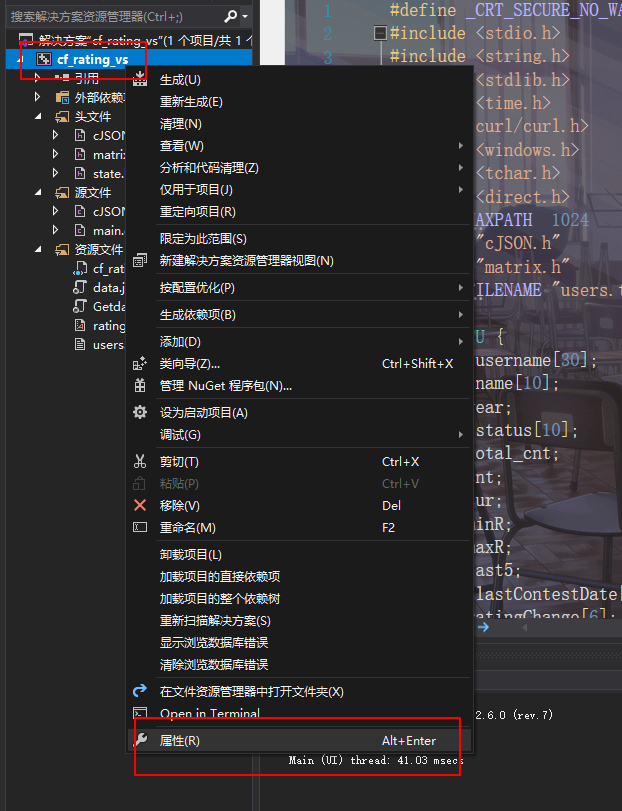 搜索解决方案资源管理器(Ctrl+;)
解决方案"cf_rating_vs"(1 个项目/共 1 个
cf_rating_vs
引用
外部依赖项
头文件
cJSON
matrix
state.
源文件
cJSON
main.
资源文件
cf_rat
data.j
Getda
rating
users
生成(U)
重新生成(E)
清理(N)
查看(W)
分析和代码清理(Z)
仅用于项目(J)
重定向项目(R)
限定为此范围(S)
新建解决方案资源管理器视图(N)
按配置优化(P)
生成依赖项(B)
添加(D)
类向导(Z)... Ctrl+Shift+X
管理 NuGet 程序包(N)...
设为启动项目(A)
调试(G)
剪切(T) Ctrl+X
粘贴(P) Ctrl+V
移除(V) Del
重命名(M) F2
卸载项目(L)
加载项目的直接依赖项
加载项目的整个依赖树
重新扫描解决方案(S)
显示浏览数据库错误
清除浏览数据库错误
在文件资源管理器中打开文件夹(X)
Open in Terminal
属性(R) Alt+Enter
1 #define _CRT_SECURE_NO_WA
2 #include <stdio.h>
3 #include <string.h>
<stdlib.h>
<time.h>
curl/curl.h>
<windows.h>
<tchar.h>
<direct.h>
AXPATH 1024
"cJSON.h"
"matrix.h"
FILENAME "users.t
U {
username[30];
name[10];
ear;
status[10];
otal_cnt;
nt;
ur;
inR;
axR;
ast5;
lastContestDate[
ratingChange[6];
2.6.0 (rev.7)
Main (UI) thread: 41.03 msecs